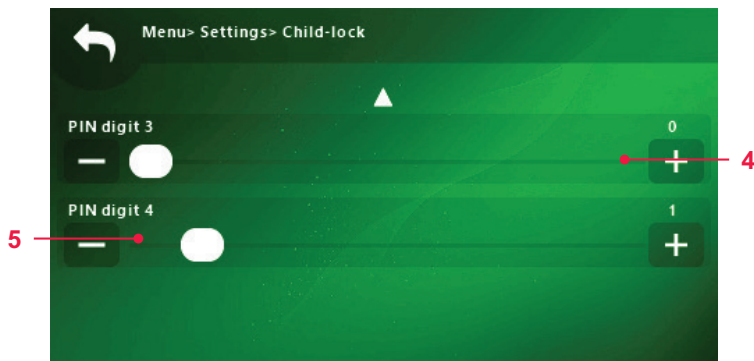 Menu> Settings> Child-lock
PIN digit 3 0
− + 4
PIN digit 4 1
5 − +